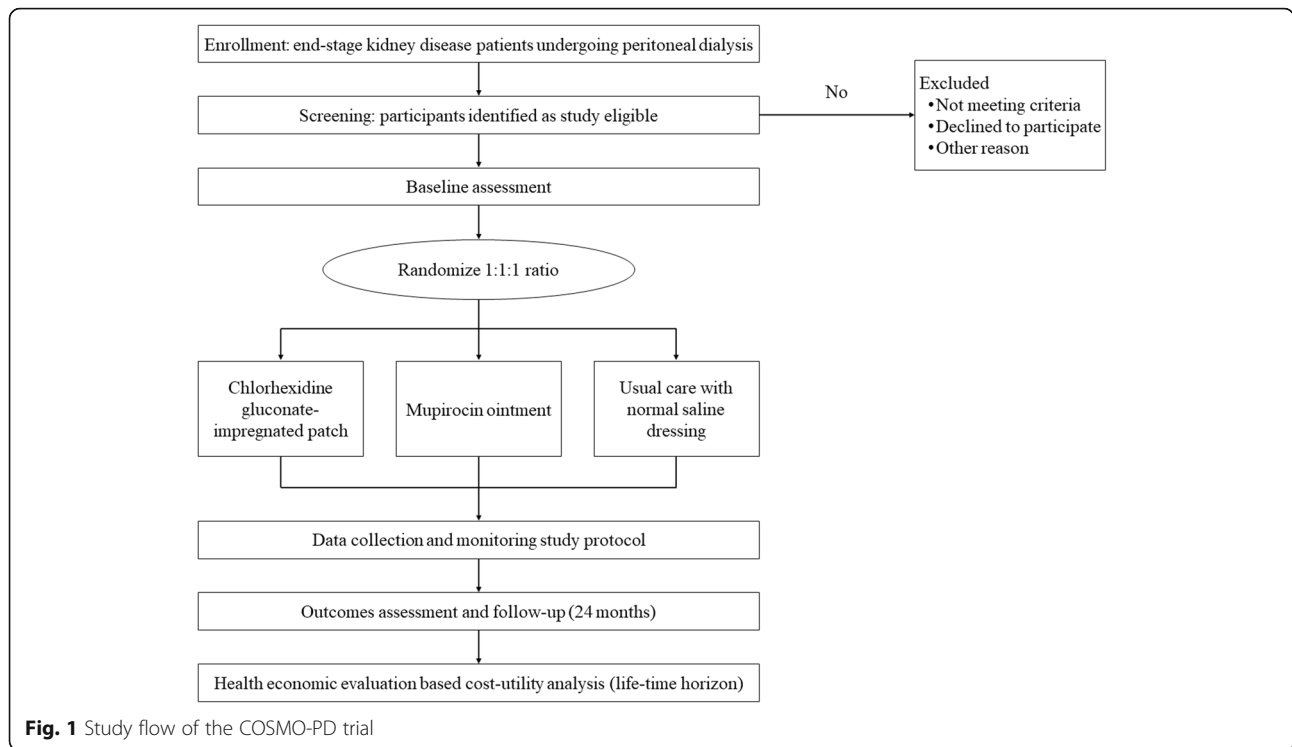 Enrollment: end-stage kidney disease patients undergoing peritoneal dialysis
Screening: participants identified as study eligible
No
Excluded
•Not meeting criteria
•Declined to participate
•Other reason
Baseline assessment
Randomize 1:1:1 ratio
Chlorhexidine
gluconate-
impregnated patch
Mupirocin ointment
Usual care with
normal saline
dressing
Data collection and monitoring study protocol
Outcomes assessment and follow-up (24 months)
Health economic evaluation based cost-utility analysis (life-time horizon)
Fig. 1 Study flow of the COSMO-PD trial